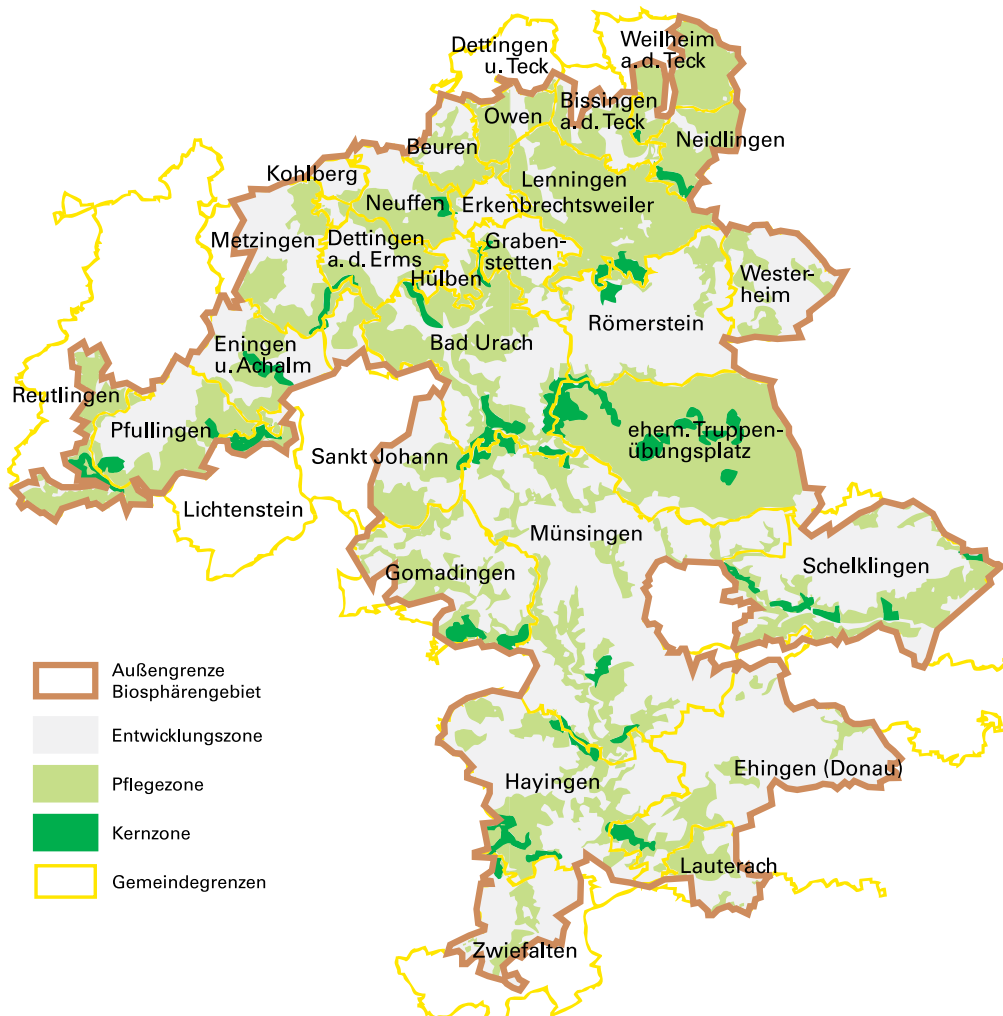 Dettingen
u. Teck
Weilheim
a. d. Teck
Bissingen
a. d. Teck
Owen
Neidlingen
Beuren
Kohlberg
Lenningen
Neuffen
Erkenbrechtsweiler
Metzingen
Dettingen
a. d. Erms
Graben-
stetten
Hülben
Wester-
heim
Römerstein
Bad Urach
Eningen
u. Achalm
Reutlingen
Pfullingen
ehem. Truppen-
übungsplatz
Sankt Johann
Lichtenstein
Münsingen
Schelklingen
Gomadingen
Außengrenze
Biosphärengebiet
Entwicklungszone
Pflegezone
Kernzone
Gemeindegrenzen
Hayingen
Ehingen (Donau)
Lauterach
Zwiefalten